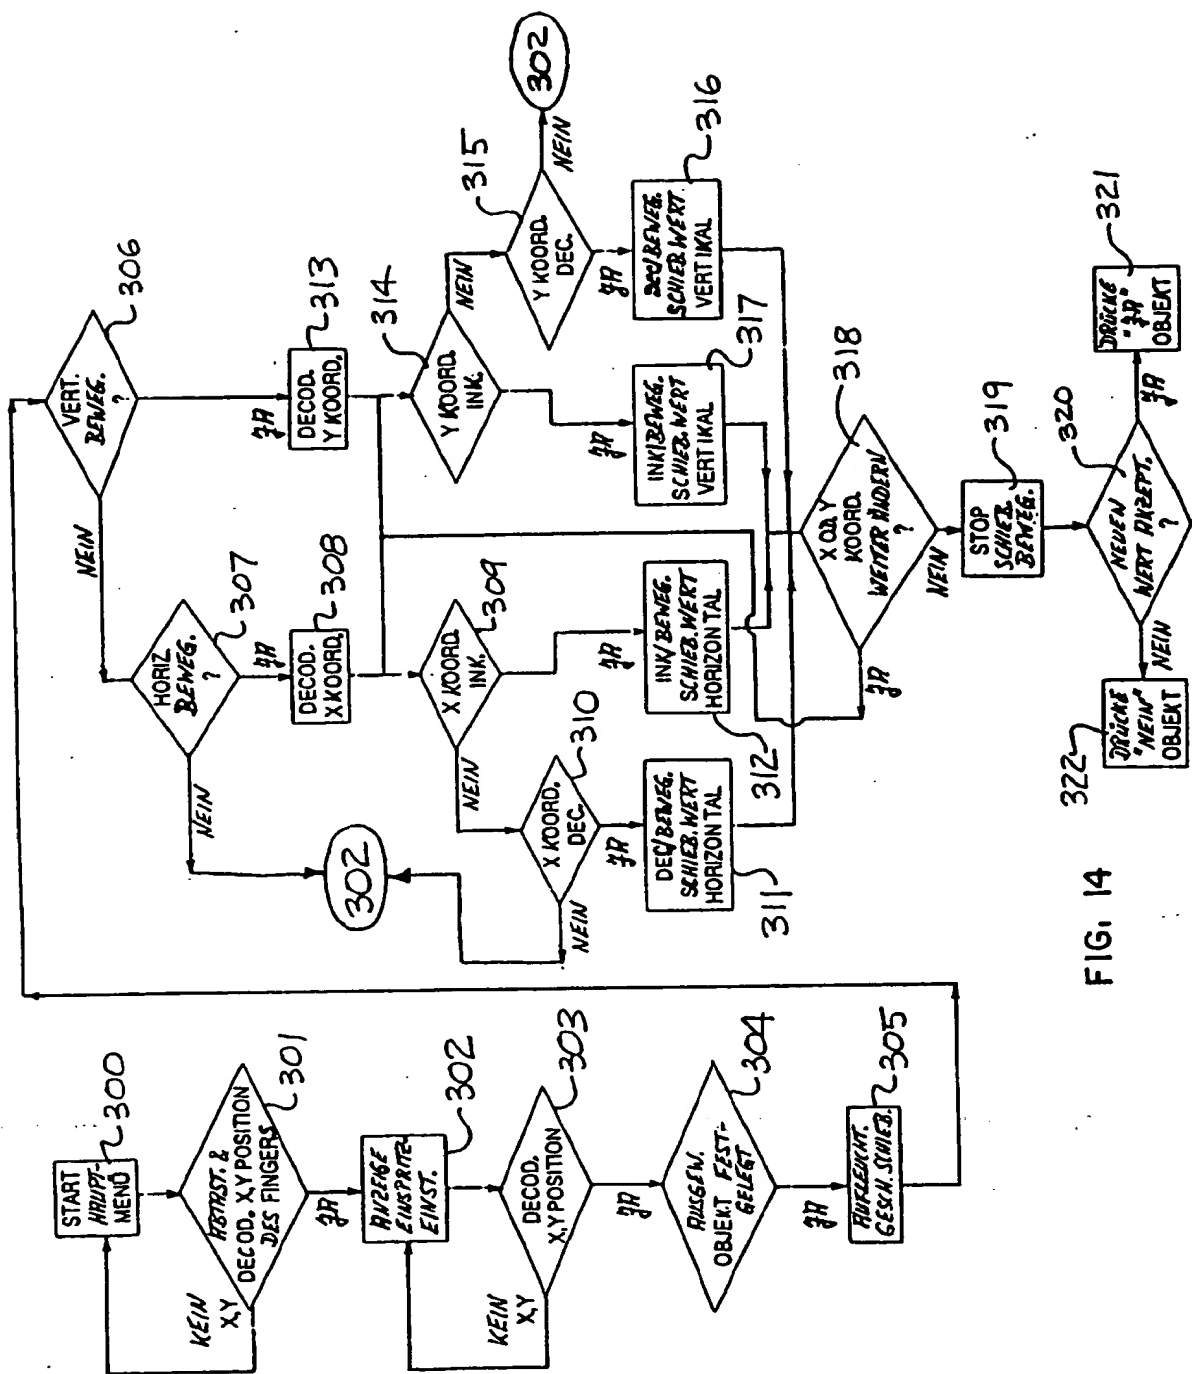 START
HAUPT-
MENÜ
300
ABTAST. &
DECOD. X,Y POSITION
DES FINGERS
301
KEIN
X,Y
JA
ANZEIGE
EINSPRITZ-
EINST.
302
DECOD.
X,Y POSITION
303
KEIN
X,Y
JA
AUSGEW.
OBJEKT FEST-
GELEGT
304
JA
AUFLEUCHT.
GESCH. SCHIEB.
305
VERT.
BEWEG.
?
306
NEIN
JA
HORIZ.
BEWEG.
?
307
NEIN
JA
302
DECOD.
X KOORD.
308
DECOD.
Y KOORD.
313
X KOORD.
INK.
309
NEIN
JA
X KOORD.
DEC.
310
NEIN
JA
DEC/BEWEG.
SCHIEB.WERT
HORIZONTAL
311
INK/BEWEG.
SCHIEB.WERT
HORIZONTAL
312
Y KOORD.
INK.
314
NEIN
JA
Y KOORD.
DEC.
315
NEIN
302
JA
DEC/BEWEG.
SCHIEB.WERT
VERTIKAL
316
INK/BEWEG.
SCHIEB.WERT
VERTIKAL
317
X OD. Y
KOORD.
WEITER ÄNDERN
?
318
JA
NEIN
STOP
SCHIEB.
BEWEG.
319
NEUEN
WERT AKZEPT.
?
320
JA
DRÜCKE
"JA"
OBJEKT
321
NEIN
DRÜCKE
"NEIN"
OBJEKT
322
FIG. 14